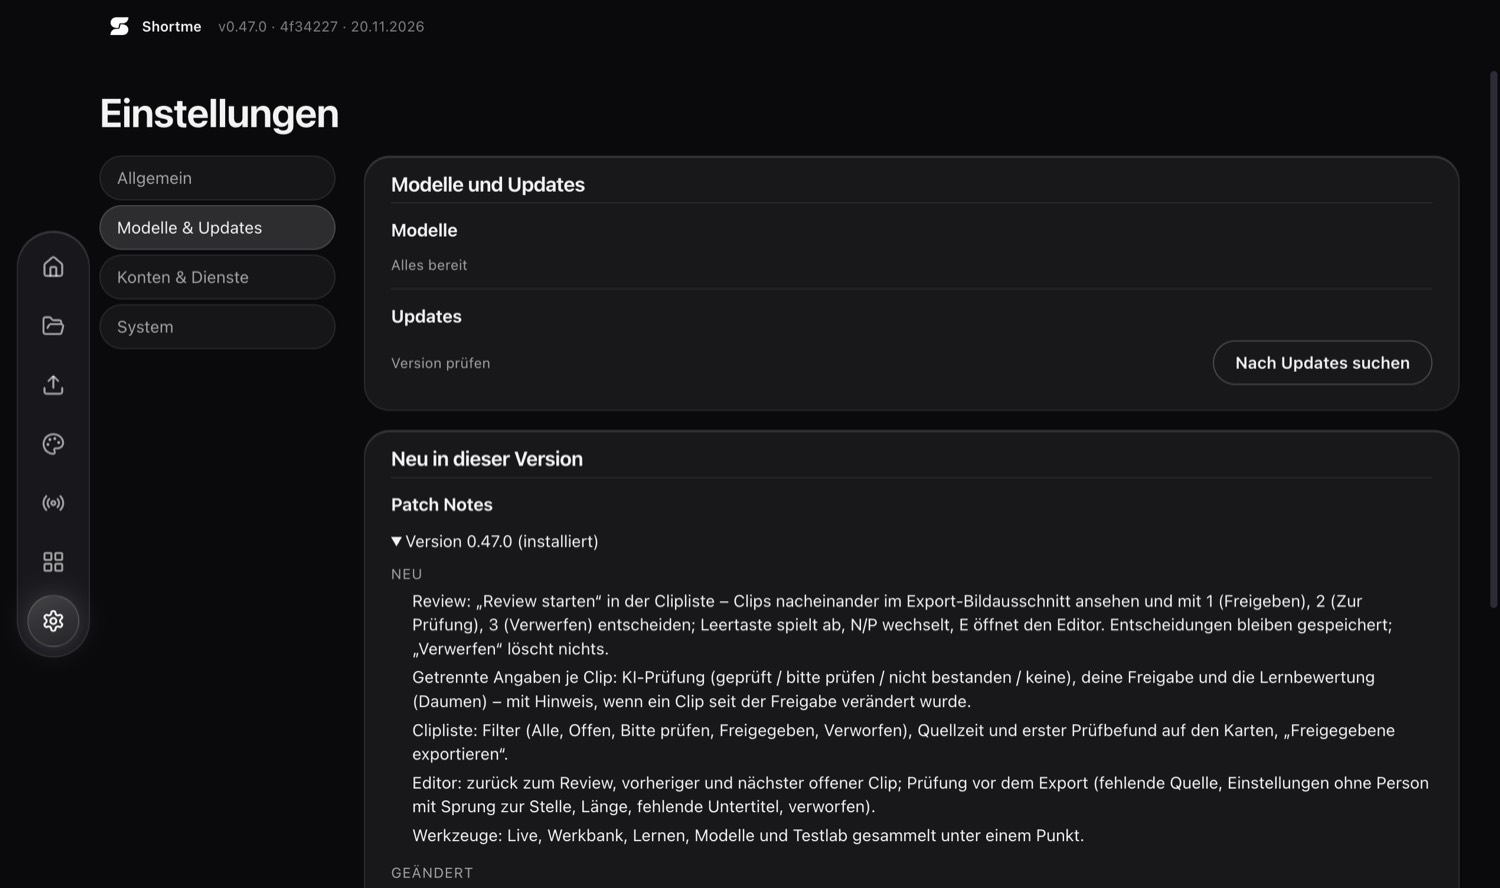 Shortme v0.47.0 · 4f34227 · 20.11.2026
Einstellungen
Allgemein
Modelle & Updates
Konten & Dienste
System
Modelle und Updates
Modelle
Alles bereit
Updates
Version prüfen
Nach Updates suchen
Neu in dieser Version
Patch Notes
▼ Version 0.47.0 (installiert)
NEU
Review: „Review starten“ in der Clipliste – Clips nacheinander im Export-Bildausschnitt ansehen und mit 1 (Freigeben), 2 (Zur
Prüfung), 3 (Verwerfen) entscheiden; Leertaste spielt ab, N/P wechselt, E öffnet den Editor. Entscheidungen bleiben gespeichert;
„Verwerfen“ löscht nichts.
Getrennte Angaben je Clip: KI-Prüfung (geprüft / bitte prüfen / nicht bestanden / keine), deine Freigabe und die Lernbewertung
(Daumen) – mit Hinweis, wenn ein Clip seit der Freigabe verändert wurde.
Clipliste: Filter (Alle, Offen, Bitte prüfen, Freigegeben, Verworfen), Quellzeit und erster Prüfbefund auf den Karten, „Freigegebene
exportieren“.
Editor: zurück zum Review, vorheriger und nächster offener Clip; Prüfung vor dem Export (fehlende Quelle, Einstellungen ohne Person
mit Sprung zur Stelle, Länge, fehlende Untertitel, verworfen).
Werkzeuge: Live, Werkbank, Lernen, Modelle und Testlab gesammelt unter einem Punkt.
GEÄNDERT